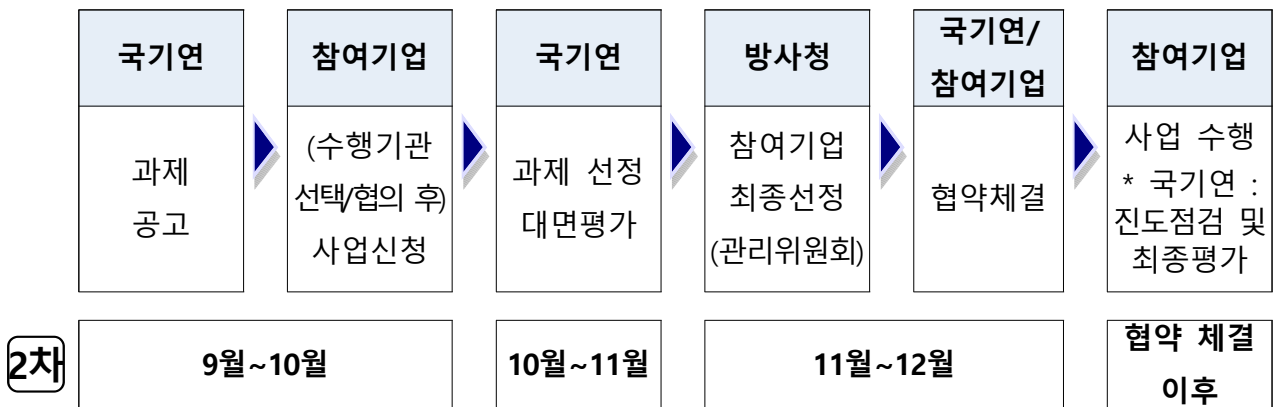 국기연
참여기업
국기연
방사청
국기연/
참여기업
참여기업
과제
공고
(수행기관
선택/협의 후)
사업신청
과제 선정
대면평가
참여기업
최종선정
(관리위원회)
협약체결
사업 수행
* 국기연 :
진도점검 및
최종평가
2차
9월~10월
10월~11월
11월~12월
협약 체결
이후